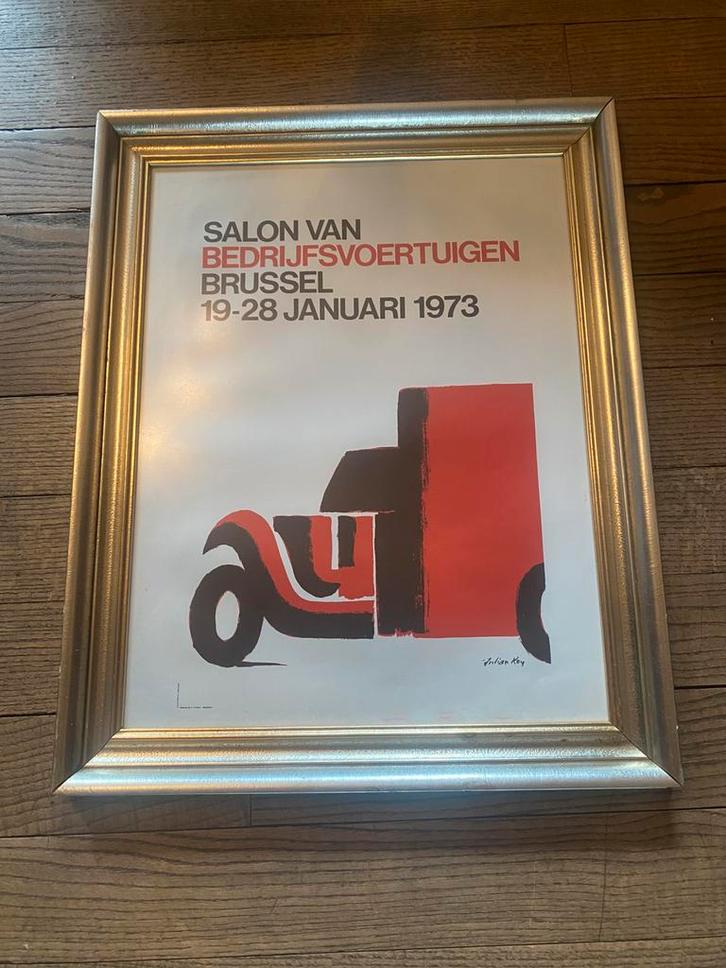 SALON VAN
BEDRIJFSVOERTUIGEN
BRUSSEL
19-28 JANUARI 1973
Julian Key